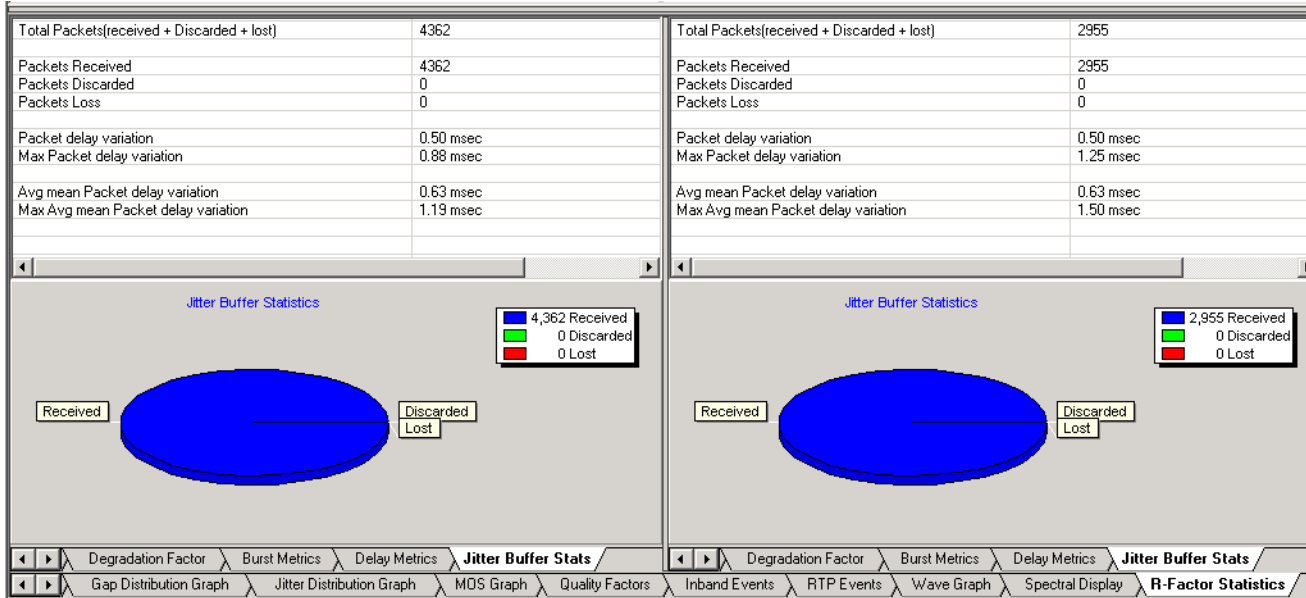 Total Packets(received + Discarded + lost) 4362
Packets Received 4362
Packets Discarded 0
Packets Loss 0
Packet delay variation 0.50 msec
Max Packet delay variation 0.88 msec
Avg mean Packet delay variation 0.63 msec
Max Avg mean Packet delay variation 1.19 msec
Jitter Buffer Statistics
4,362 Received
0 Discarded
0 Lost
Received
Discarded
Lost
Degradation Factor Burst Metrics Delay Metrics Jitter Buffer Stats
Total Packets(received + Discarded + lost) 2955
Packets Received 2955
Packets Discarded 0
Packets Loss 0
Packet delay variation 0.50 msec
Max Packet delay variation 1.25 msec
Avg mean Packet delay variation 0.63 msec
Max Avg mean Packet delay variation 1.50 msec
Jitter Buffer Statistics
2,955 Received
0 Discarded
0 Lost
Received
Discarded
Lost
Degradation Factor Burst Metrics Delay Metrics Jitter Buffer Stats
Gap Distribution Graph Jitter Distribution Graph MOS Graph Quality Factors Inband Events RTP Events Wave Graph Spectral Display R-Factor Statistics